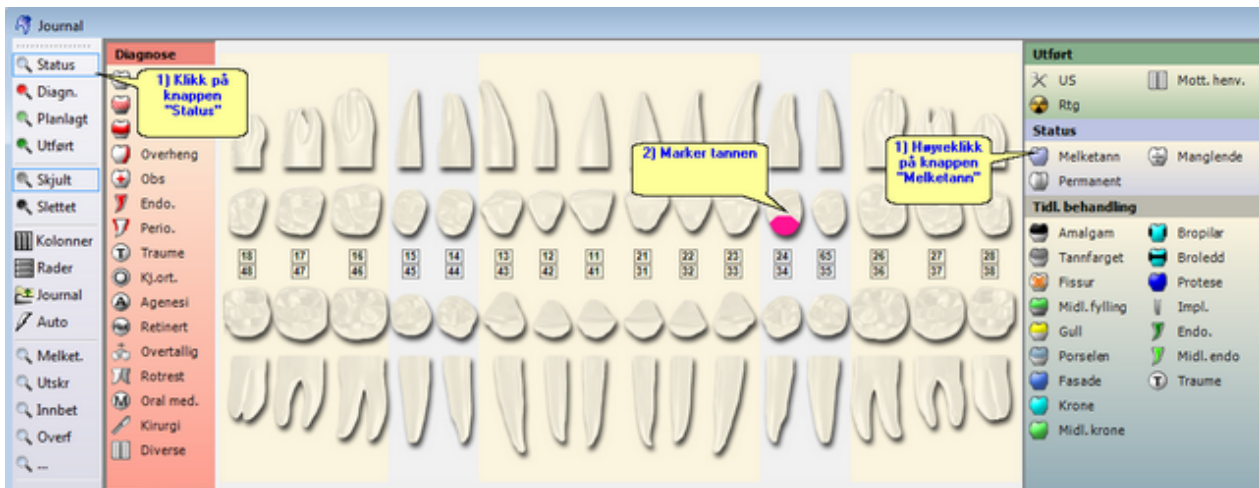 Journal
Status
Diagn.
Planlagt
Utført
Skjult
Slettet
Kolonner
Rader
Journal
Auto
Melket.
Utskr
Innbet
Overf
...
Diagnose
1) Klikk på
knappen
"Status"
Overheng
Obs
Endo.
Perio.
Traume
Kj.ort.
Agenesi
Retinert
Overtallig
Rotrest
Oral med.
Kirurgi
Diverse
2) Marker tannen
1) Høyreklikk
på knappen
"Melketann"
18 17 16 15 14 13 12 11 21 22 23 24 65 26 27 28
48 47 46 45 44 43 42 41 31 32 33 34 35 36 37 38
Utført
US
Mott. henv.
Rtg
Status
Melketann
Manglende
Permanent
Tidl. behandling
Amalgam
Bropilar
Tannfarget
Broledd
Fissur
Protese
Midl. fylling
Impl.
Gull
Endo.
Porselen
Midl. endo
Fasade
Traume
Krone
Midl. krone